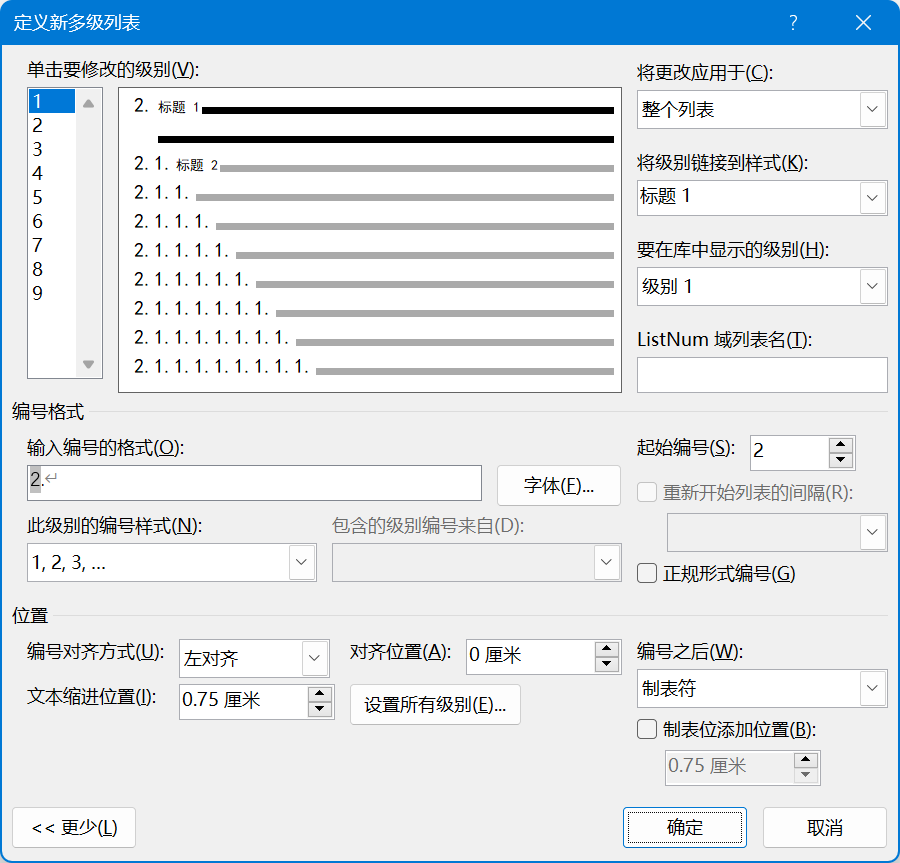 定义新多级列表
?
单击要修改的级别(V):
1
2
3
4
5
6
7
8
9
2. 标题 1
2.1. 标题 2
2.1.1.
2.1.1.1.
2.1.1.1.1.
2.1.1.1.1.1.
2.1.1.1.1.1.1.
2.1.1.1.1.1.1.1.
2.1.1.1.1.1.1.1.1.
将更改应用于(C):
整个列表
将级别链接到样式(K):
标题 1
要在库中显示的级别(H):
级别 1
ListNum 域列表名(T):
编号格式
输入编号的格式(O):
2.↵
字体(F)...
起始编号(S): 2
重新开始列表的间隔(R):
此级别的编号样式(N):
1, 2, 3, ...
包含的级别编号来自(D):
正规形式编号(G)
位置
编号对齐方式(U): 左对齐
对齐位置(A): 0 厘米
文本缩进位置(I): 0.75 厘米
设置所有级别(E)...
编号之后(W):
制表符
制表位添加位置(B):
0.75 厘米
<< 更少(L)
确定
取消